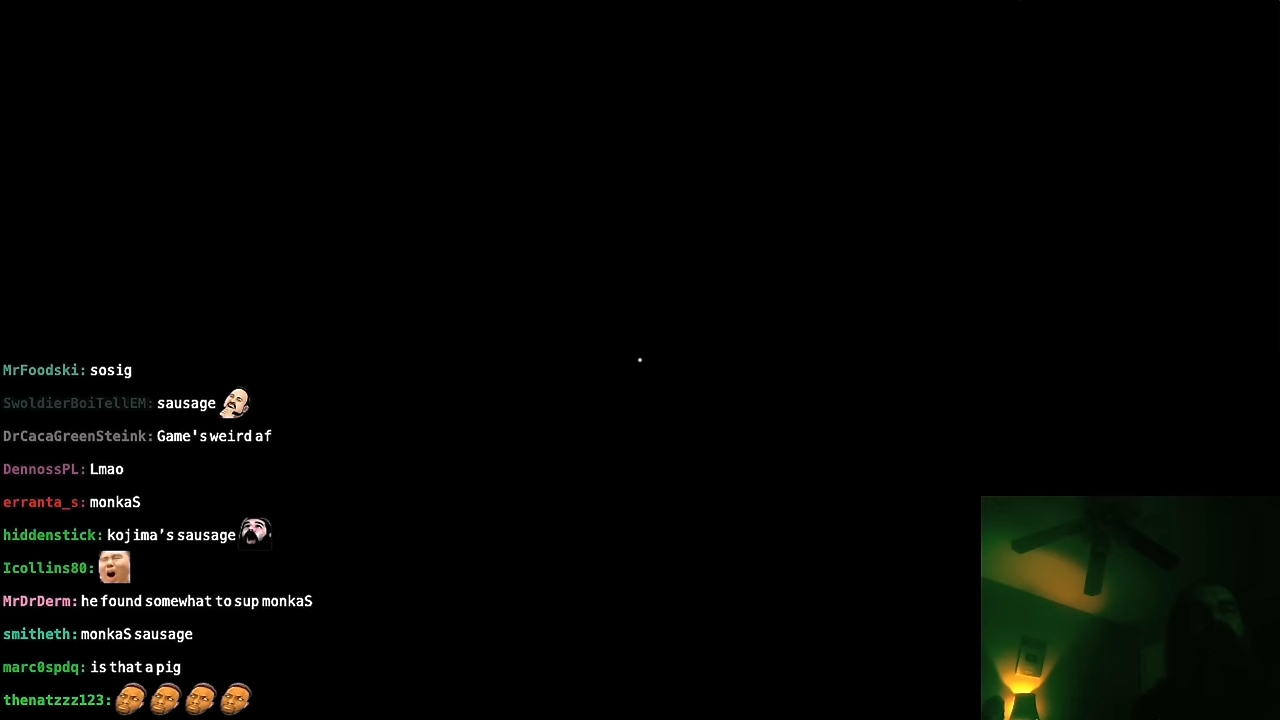 MrFoodski: sosig
SwoldierBoiTellEM: sausage
DrCacaGreenSteink: Game's weird af
DennossPL: Lmao
erranta_s: monkaS
hiddenstick: kojima's sausage
Icollins80:
MrDrDerm: he found somewhat to sup monkaS
smitheth: monkaS sausage
marc0spdq: is that a pig
thenatzzz123: